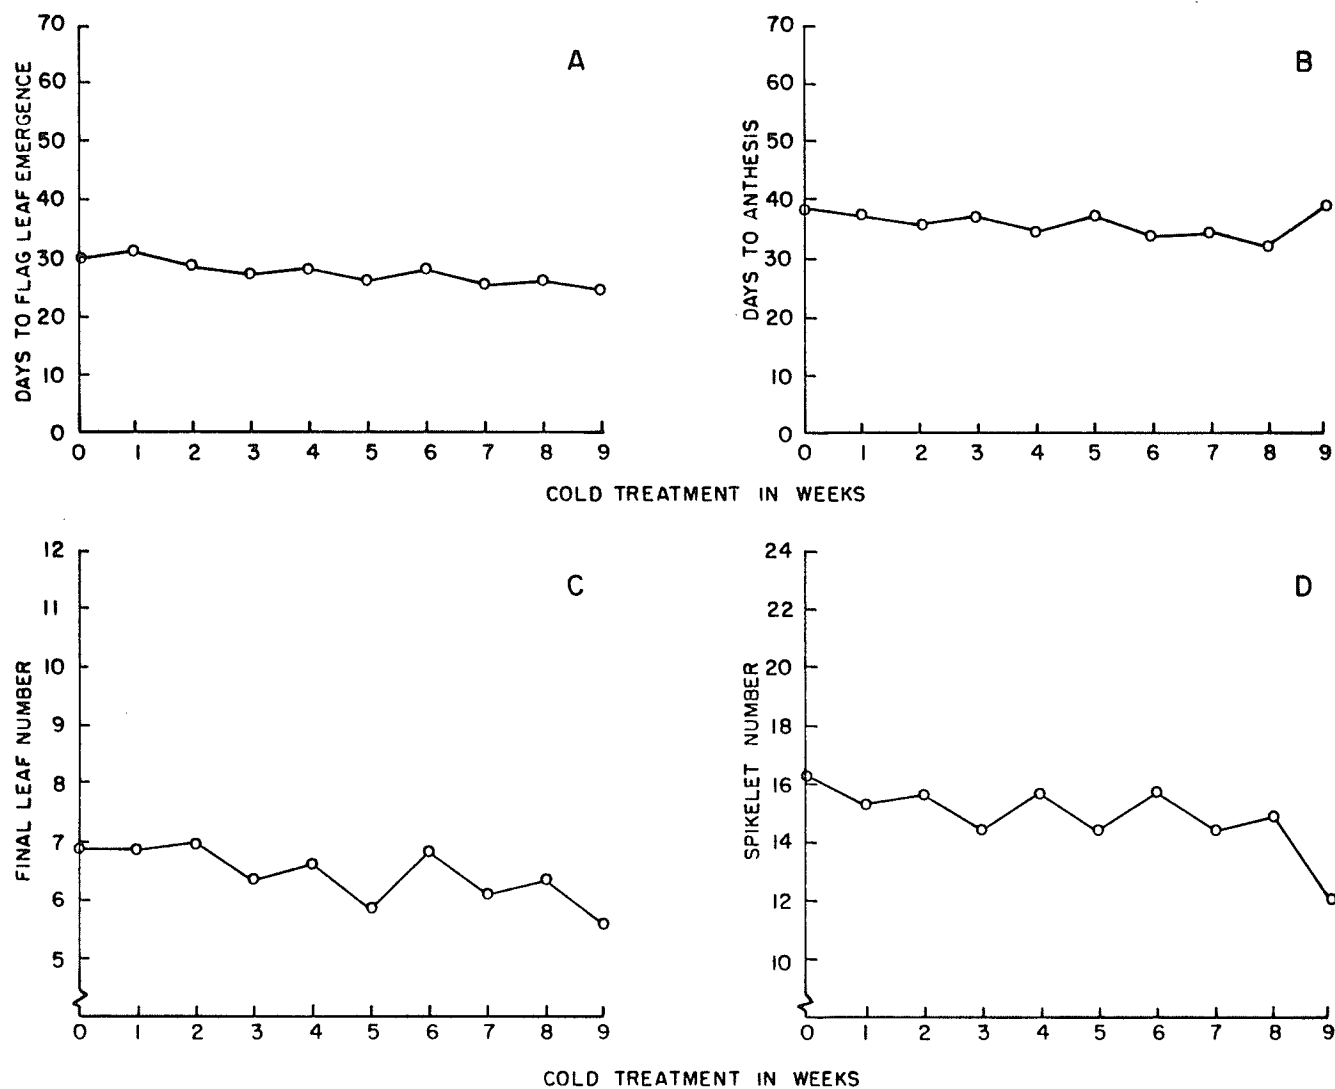 A
DAYS TO FLAG LEAF EMERGENCE
70
60
50
40
30
20
10
0
0 1 2 3 4 5 6 7 8 9
B
DAYS TO ANTHESIS
70
60
50
40
30
20
10
0
0 1 2 3 4 5 6 7 8 9
COLD TREATMENT IN WEEKS
C
FINAL LEAF NUMBER
12
11
10
9
8
7
6
5
0 1 2 3 4 5 6 7 8 9
D
SPIKELET NUMBER
24
22
20
18
16
14
12
10
0 1 2 3 4 5 6 7 8 9
COLD TREATMENT IN WEEKS